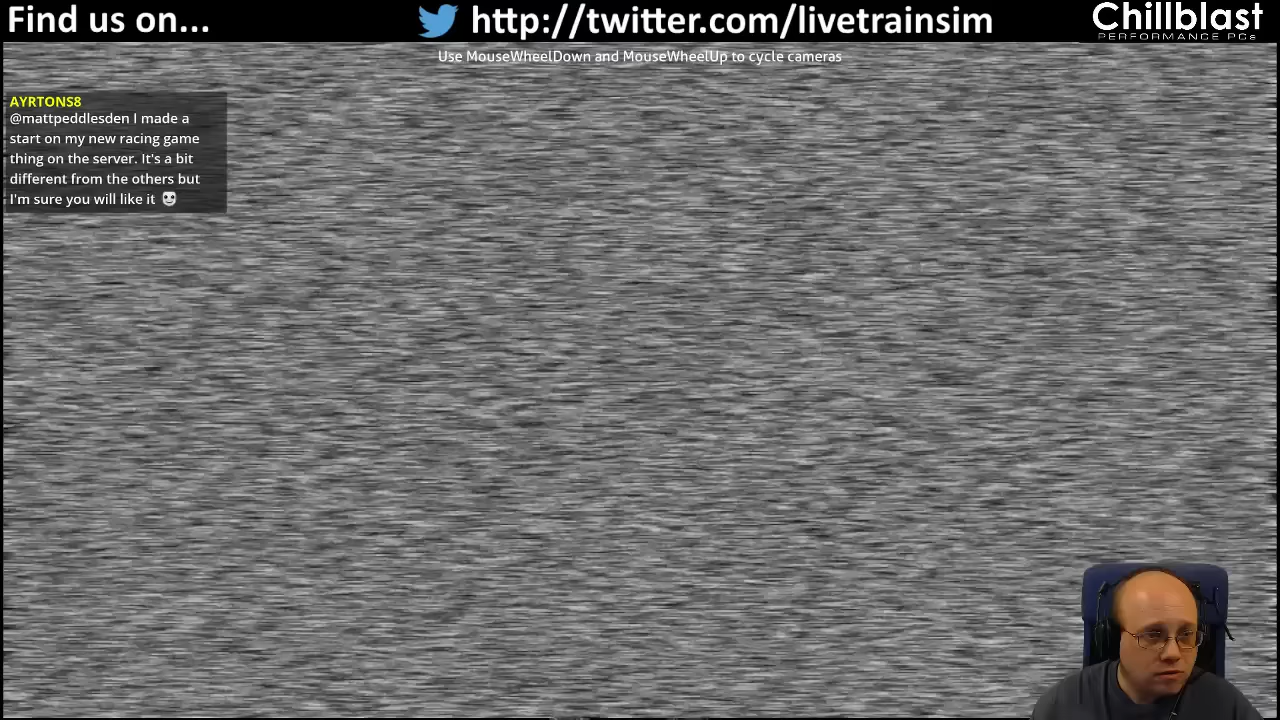 Find us on...
http://twitter.com/livetrainsim
Chillblast
PERFORMANCE PCs
Use MouseWheelDown and MouseWheelUp to cycle cameras
AYRTONS8
@mattpeddlesden I made a
start on my new racing game
thing on the server. It's a bit
different from the others but
I'm sure you will like it